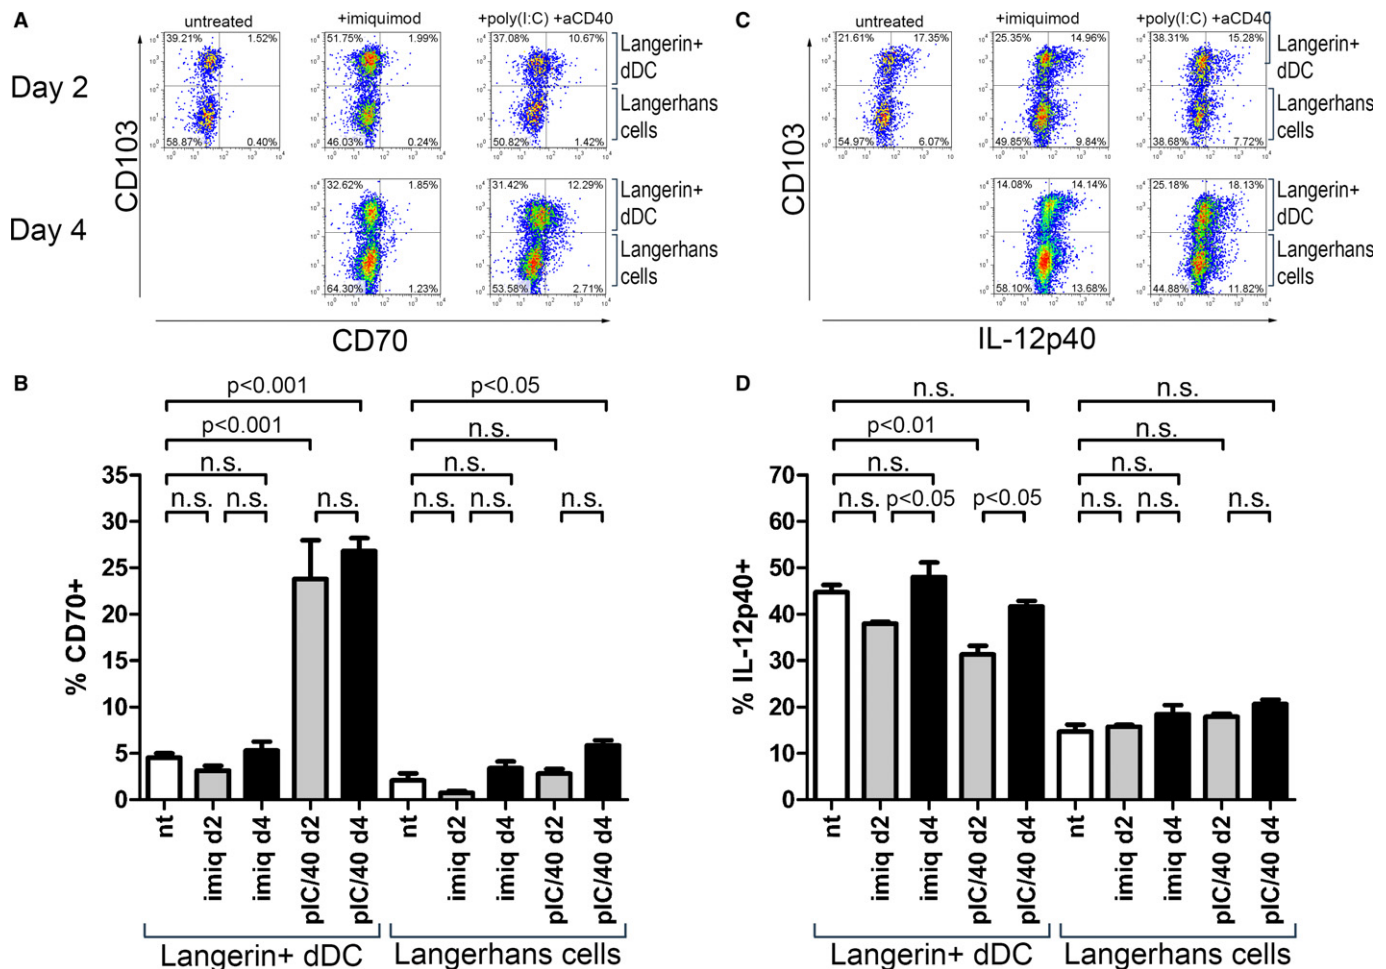 A
untreated
+imiquimod
+poly(I:C) +aCD40
Day 2
39.21% 1.52%
58.87% 0.40%
51.75% 1.99%
46.03% 0.24%
37.08% 10.67%
50.82% 1.42%
Langerin+
dDC
Langerhans
cells
Day 4
32.62% 1.85%
64.30% 1.23%
31.42% 12.29%
53.58% 2.71%
Langerin+
dDC
Langerhans
cells
CD103
CD70
C
untreated
+imiquimod
+poly(I:C) +aCD40
21.61% 17.35%
54.97% 6.07%
25.35% 14.96%
49.85% 9.84%
38.31% 15.28%
38.68% 7.72%
Langerin+
dDC
Langerhans
cells
14.08% 14.14%
58.10% 13.68%
25.18% 18.13%
44.88% 11.82%
Langerin+
dDC
Langerhans
cells
CD103
IL-12p40
B
p<0.001 p<0.05
p<0.001 n.s.
n.s. n.s.
n.s. n.s. n.s. n.s. n.s. n.s.
% CD70+
35
30
25
20
15
10
5
0
nt imiq d2 imiq d4 pIC/40 d2 pIC/40 d4 nt imiq d2 imiq d4 pIC/40 d2 pIC/40 d4
Langerin+ dDC Langerhans cells
D
n.s. n.s.
p<0.01 n.s.
n.s. n.s.
n.s. p<0.05 p<0.05 n.s. n.s. n.s.
% IL-12p40+
70
60
50
40
30
20
10
0
nt imiq d2 imiq d4 pIC/40 d2 pIC/40 d4 nt imiq d2 imiq d4 pIC/40 d2 pIC/40 d4
Langerin+ dDC Langerhans cells